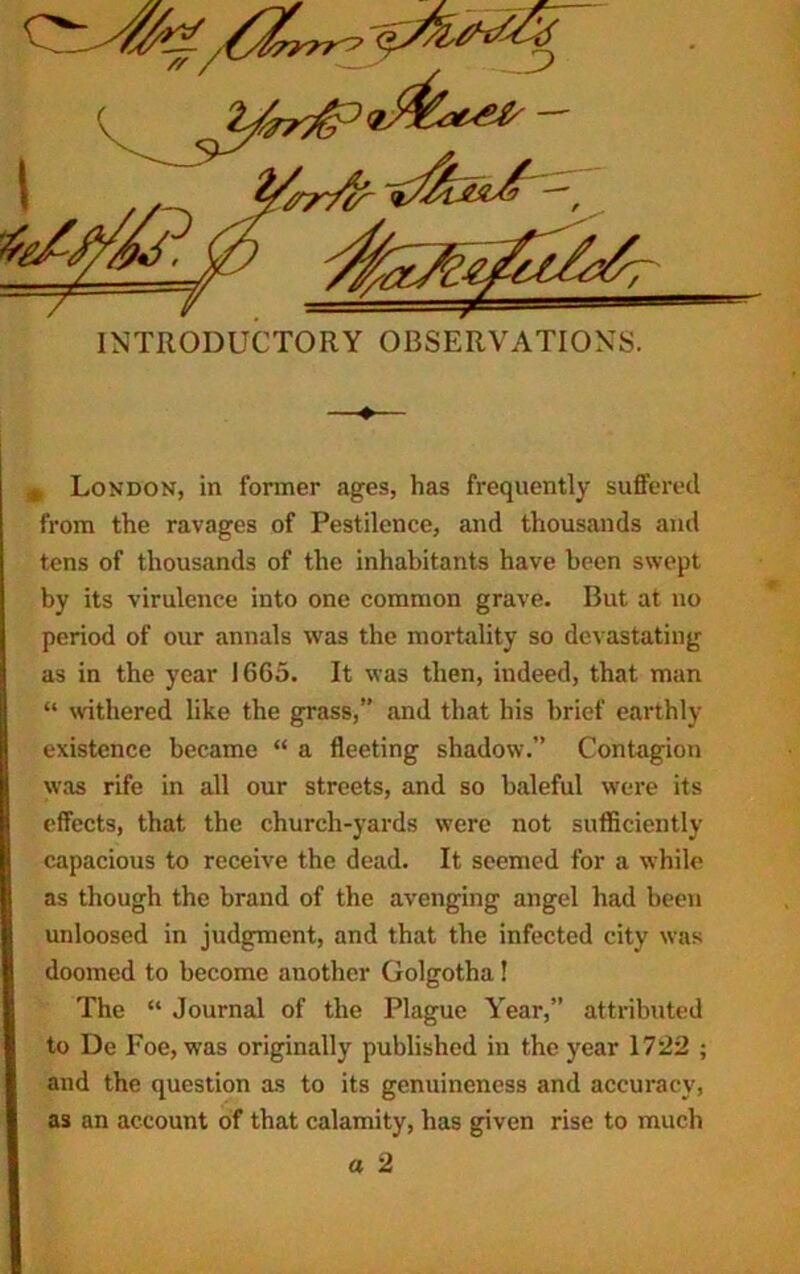 INTRODUCTORY OBSERVATIONS.
London, in former ages, has frequently suffered
from the ravages of Pestilence, and thousands and
tens of thousands of the inhabitants have been swept
by its virulence into one common grave. But at no
period of our annals was the mortality so devastating
as in the year 1665. It was then, indeed, that man
“ withered like the grass,” and that his brief earthly
existence became “ a fleeting shadow.” Contagion
was rife in all our streets, and so baleful were its
effects, that the church-yards were not sufficiently
capacious to receive the dead. It seemed for a while
as though the brand of the avenging angel had been
unloosed in judgment, and that the infected city was
doomed to become another Golgotha !
The “ Journal of the Plague Year,” attributed
to De Foe, was originally published in the year 1722 ;
and the question as to its genuineness and accuracy,
as an account of that calamity, has given rise to much
a 2